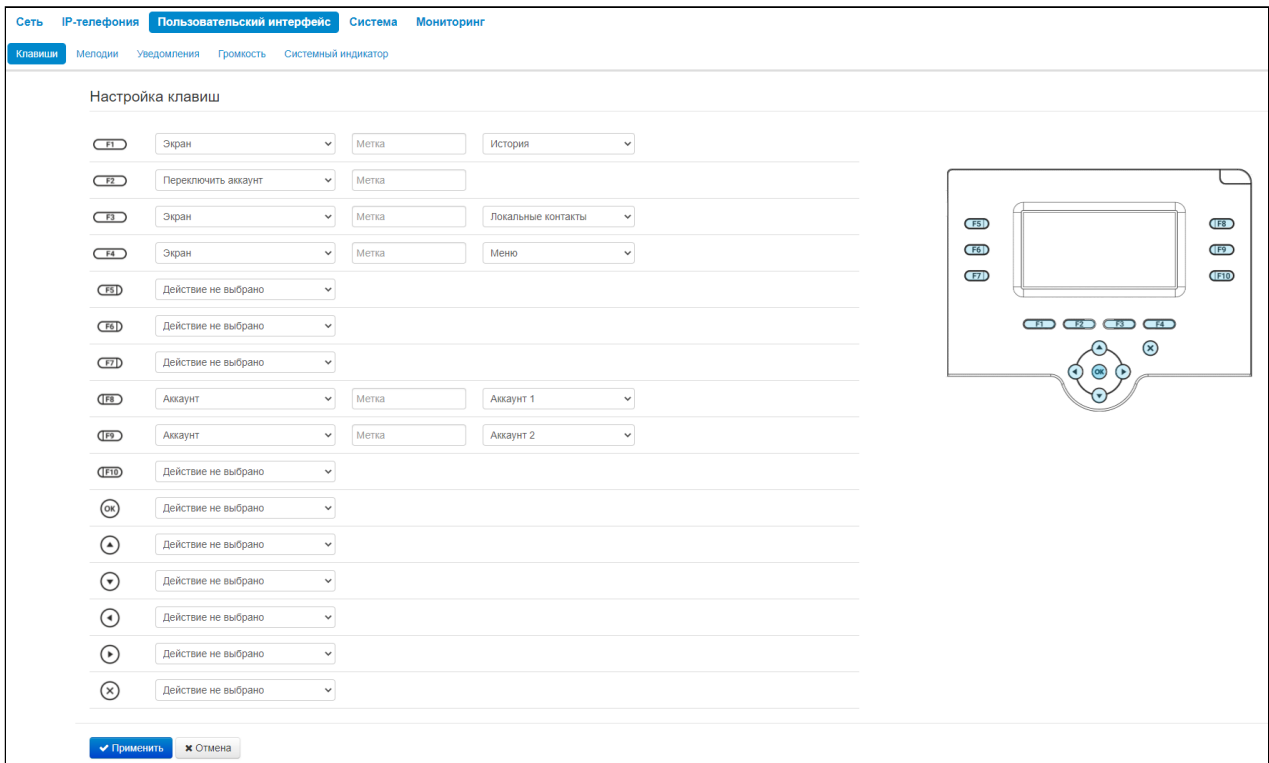 Сеть IP-телефония Пользовательский интерфейс Система Мониторинг
Клавиши Мелодии Уведомления Громкость Системный индикатор
Настройка клавиш
F1 Экран Метка История
F2 Переключить аккаунт Метка
F3 Экран Метка Локальные контакты
F4 Экран Метка Меню
F5 Действие не выбрано
F6 Действие не выбрано
F7 Действие не выбрано
F8 Аккаунт Метка Аккаунт 1
F9 Аккаунт Метка Аккаунт 2
F10 Действие не выбрано
OK Действие не выбрано
Действие не выбрано
Действие не выбрано
Действие не выбрано
Действие не выбрано
Действие не выбрано
Применить Отмена
F5 F8
F6 F9
F7 F10
F1 F2 F3 F4
OK